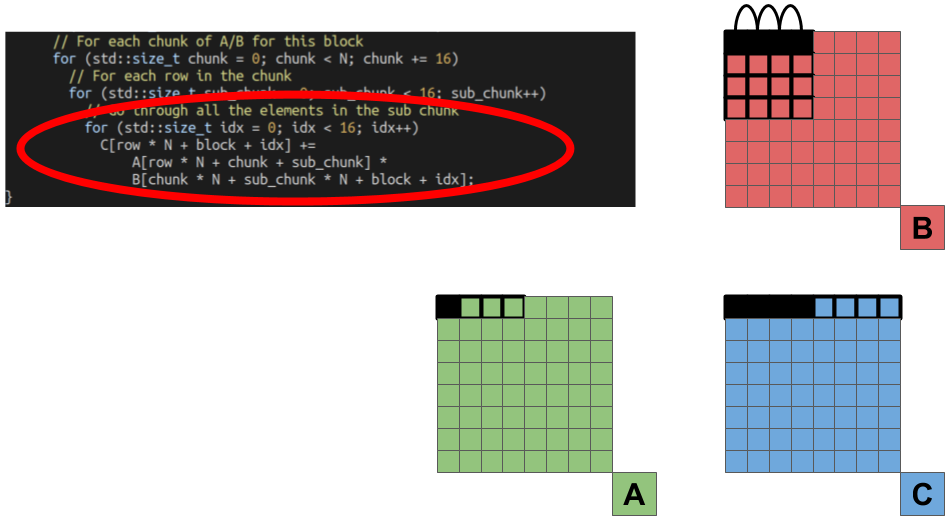 // For each chunk of A/B for this block
for (std::size_t chunk = 0; chunk < N; chunk += 16)
// For each row in the chunk
for (std::size_t sub_chunk = 0; sub_chunk < 16; sub_chunk++)
// Go through all the elements in the sub chunk
for (std::size_t idx = 0; idx < 16; idx++)
C[row * N + block + idx] +=
A[row * N + chunk + sub_chunk] *
B[chunk * N + sub_chunk * N + block + idx];
}
B
A
C